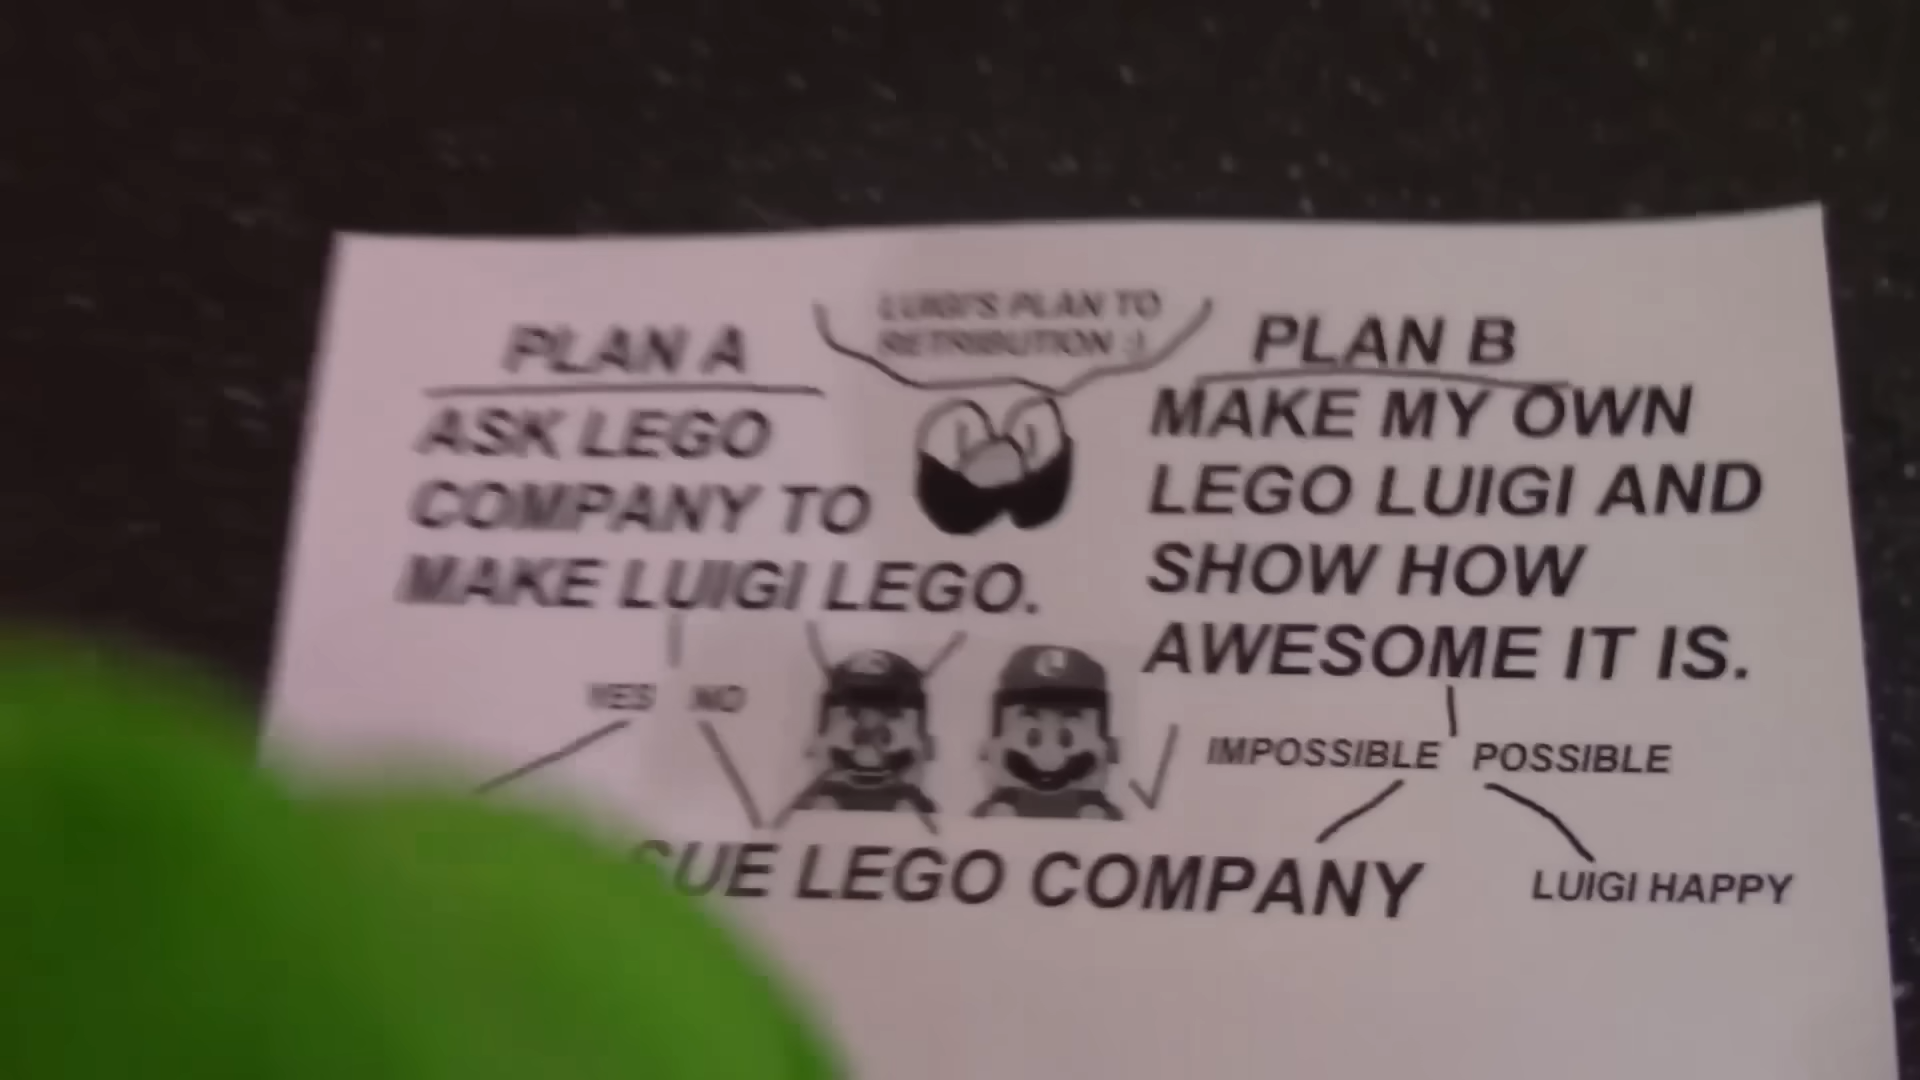 LUIGI'S PLAN TO
RETRIBUTION :)
PLAN A
ASK LEGO
COMPANY TO
MAKE LUIGI LEGO.
YES NO
PLAN B
MAKE MY OWN
LEGO LUIGI AND
SHOW HOW
AWESOME IT IS.
IMPOSSIBLE POSSIBLE
SUE LEGO COMPANY
LUIGI HAPPY